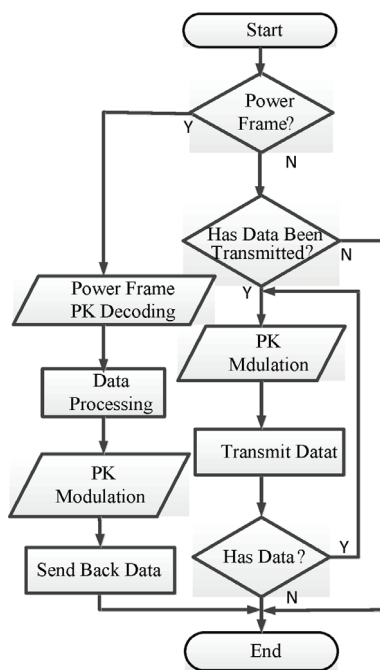 Start
Power
Frame?
Y
N
Has Data Been
Transmitted?
N
Y
Power Frame
PK Decoding
PK
Mdulation
Data
Processing
Transmit Datat
PK
Modulation
Has Data ?
Y
Send Back Data
N
End